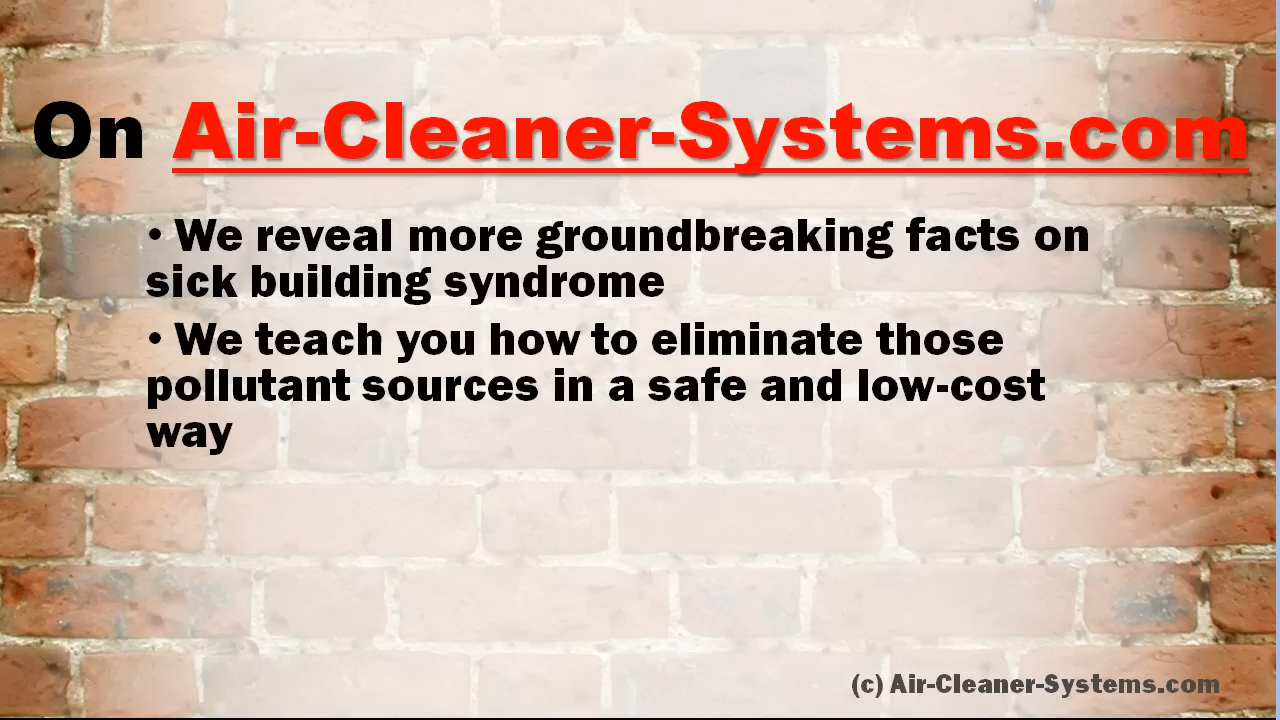 On Air-Cleaner-Systems.com
• We reveal more groundbreaking facts on
sick building syndrome
• We teach you how to eliminate those
pollutant sources in a safe and low-cost
way
(c) Air-Cleaner-Systems.com